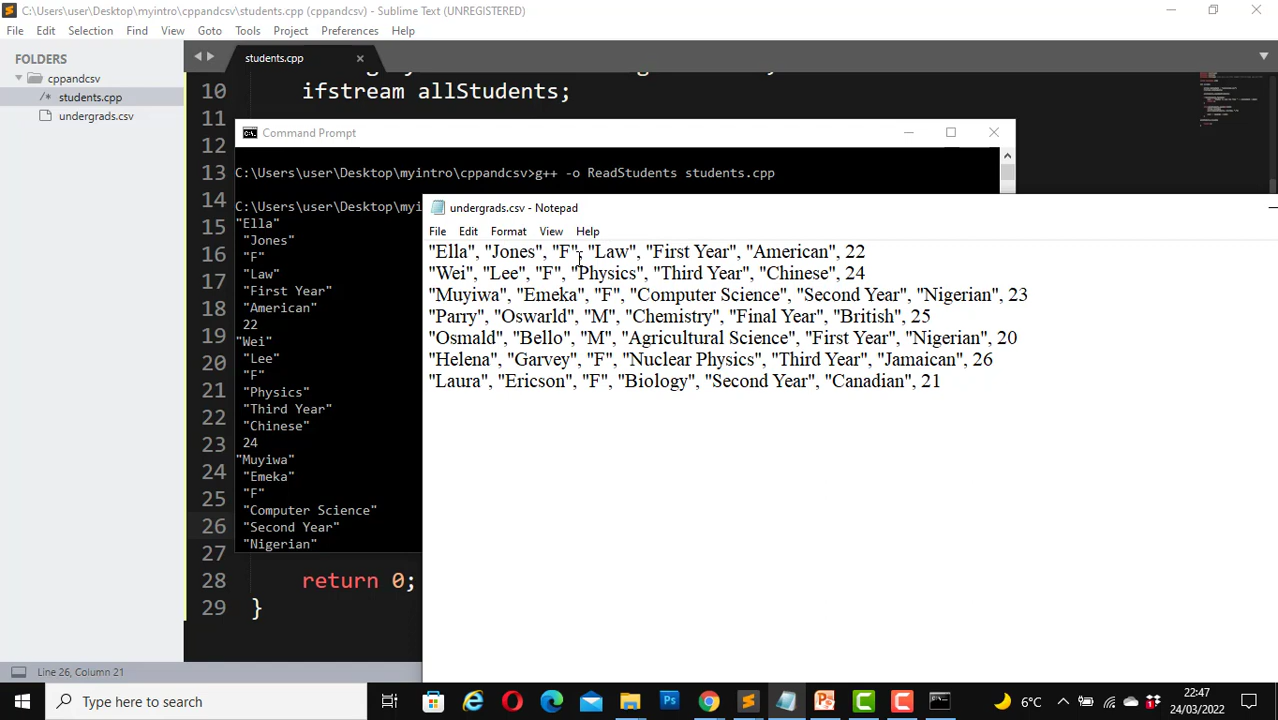 C:\Users\user\Desktop\myintro\cppandcsv\students.cpp (cppandcsv) - Sublime Text (UNREGISTERED)
File Edit Selection Find View Goto Tools Project Preferences Help
FOLDERS
cppandcsv
/* students.cpp
undergrads.csv
students.cpp
10 ifstream allStudents;
11
12
13
14
15
16
17
18
19
20
21
22
23
24
25
26
27
28 return 0;
29 }
Command Prompt
C:\Users\user\Desktop\myintro\cppandcsv>g++ -o ReadStudents students.cpp
C:\Users\user\Desktop\myi
"Ella"
"Jones"
"F"
"Law"
"First Year"
"American"
22
"Wei"
"Lee"
"F"
"Physics"
"Third Year"
"Chinese"
24
"Muyiwa"
"Emeka"
"F"
"Computer Science"
"Second Year"
"Nigerian"
undergrads.csv - Notepad
File Edit Format View Help
"Ella", "Jones", "F", "Law", "First Year", "American", 22
"Wei", "Lee", "F", "Physics", "Third Year", "Chinese", 24
"Muyiwa", "Emeka", "F", "Computer Science", "Second Year", "Nigerian", 23
"Parry", "Oswarld", "M", "Chemistry", "Final Year", "British", 25
"Osmald", "Bello", "M", "Agricultural Science", "First Year", "Nigerian", 20
"Helena", "Garvey", "F", "Nuclear Physics", "Third Year", "Jamaican", 26
"Laura", "Ericson", "F", "Biology", "Second Year", "Canadian", 21
Line 26, Column 21
Type here to search
Ps
6°C
22:47
24/03/2022